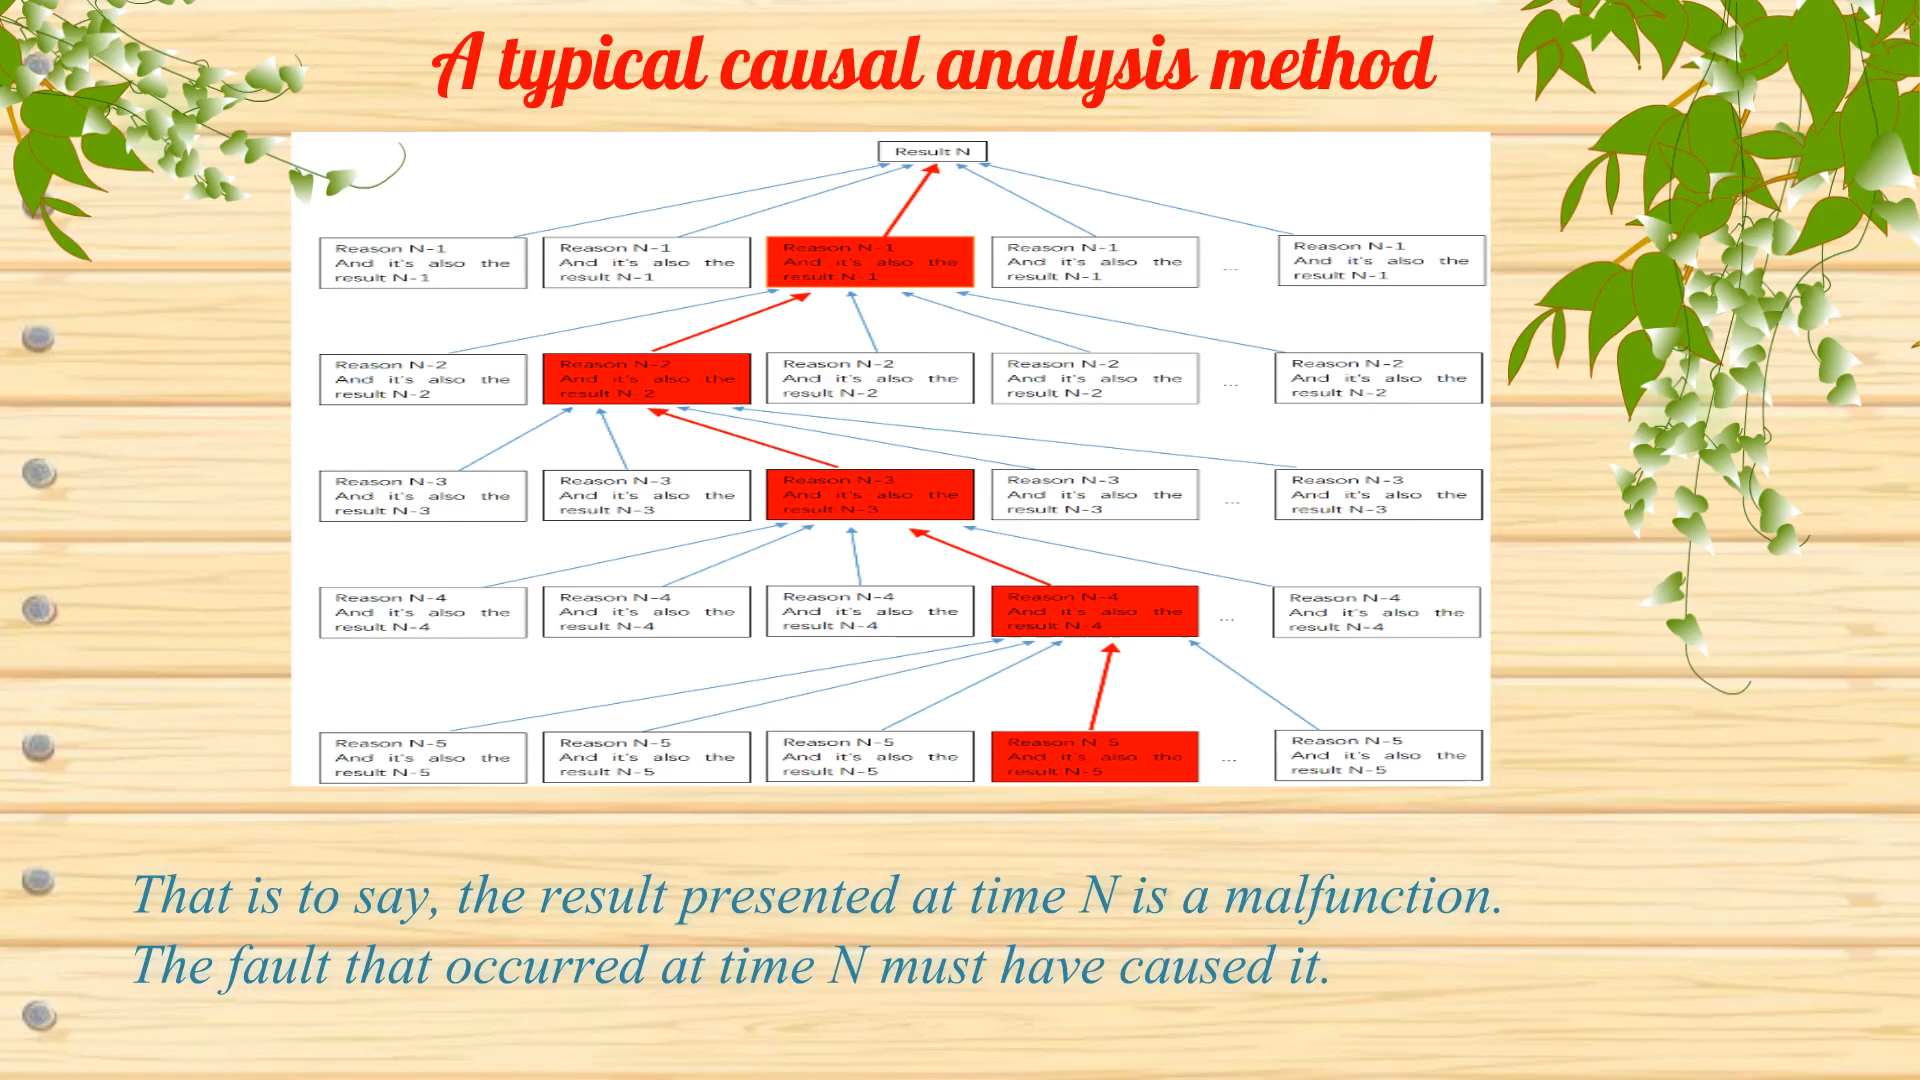 A typical causal analysis method
Result N
Reason N-1
And it's also the
result N-1
Reason N-1
And it's also the
result N-1
Reason N-1
And it's also the
result N-1
Reason N-1
And it's also the
result N-1
...
Reason N-1
And it's also the
result N-1
Reason N-2
And it's also the
result N-2
Reason N-2
And it's also the
result N-2
Reason N-2
And it's also the
result N-2
Reason N-2
And it's also the
result N-2
...
Reason N-2
And it's also the
result N-2
Reason N-3
And it's also the
result N-3
Reason N-3
And it's also the
result N-3
Reason N-3
And it's also the
result N-3
Reason N-3
And it's also the
result N-3
...
Reason N-3
And it's also the
result N-3
Reason N-4
And it's also the
result N-4
Reason N-4
And it's also the
result N-4
Reason N-4
And it's also the
result N-4
Reason N-4
And it's also the
result N-4
...
Reason N-4
And it's also the
result N-4
Reason N-5
And it's also the
result N-5
Reason N-5
And it's also the
result N-5
Reason N-5
And it's also the
result N-5
Reason N-5
And it's also the
result N-5
...
Reason N-5
And it's also the
result N-5
That is to say, the result presented at time N is a malfunction.
The fault that occurred at time N must have caused it.